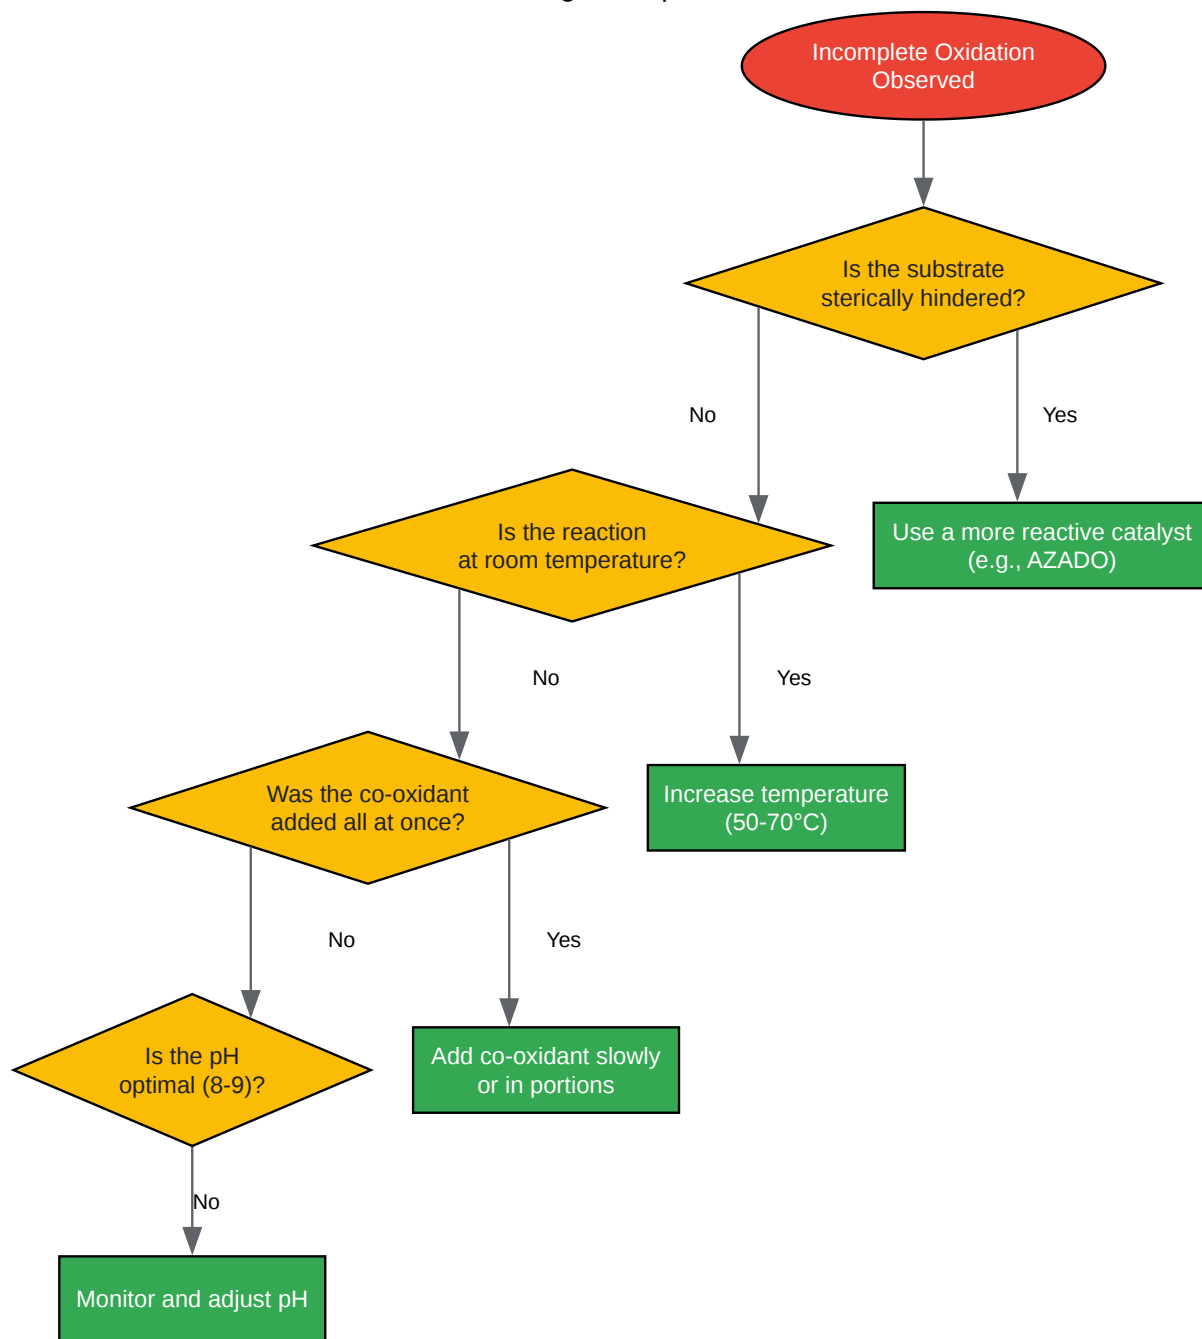 Incomplete Oxidation
Observed
Is the substrate
sterically hindered?
No
Yes
Is the reaction
at room temperature?
Use a more reactive catalyst
(e.g., AZADO)
No
Yes
Was the co-oxidant
added all at once?
Increase temperature
(50-70°C)
No
Yes
Is the pH
optimal (8-9)?
Add co-oxidant slowly
or in portions
No
Monitor and adjust pH